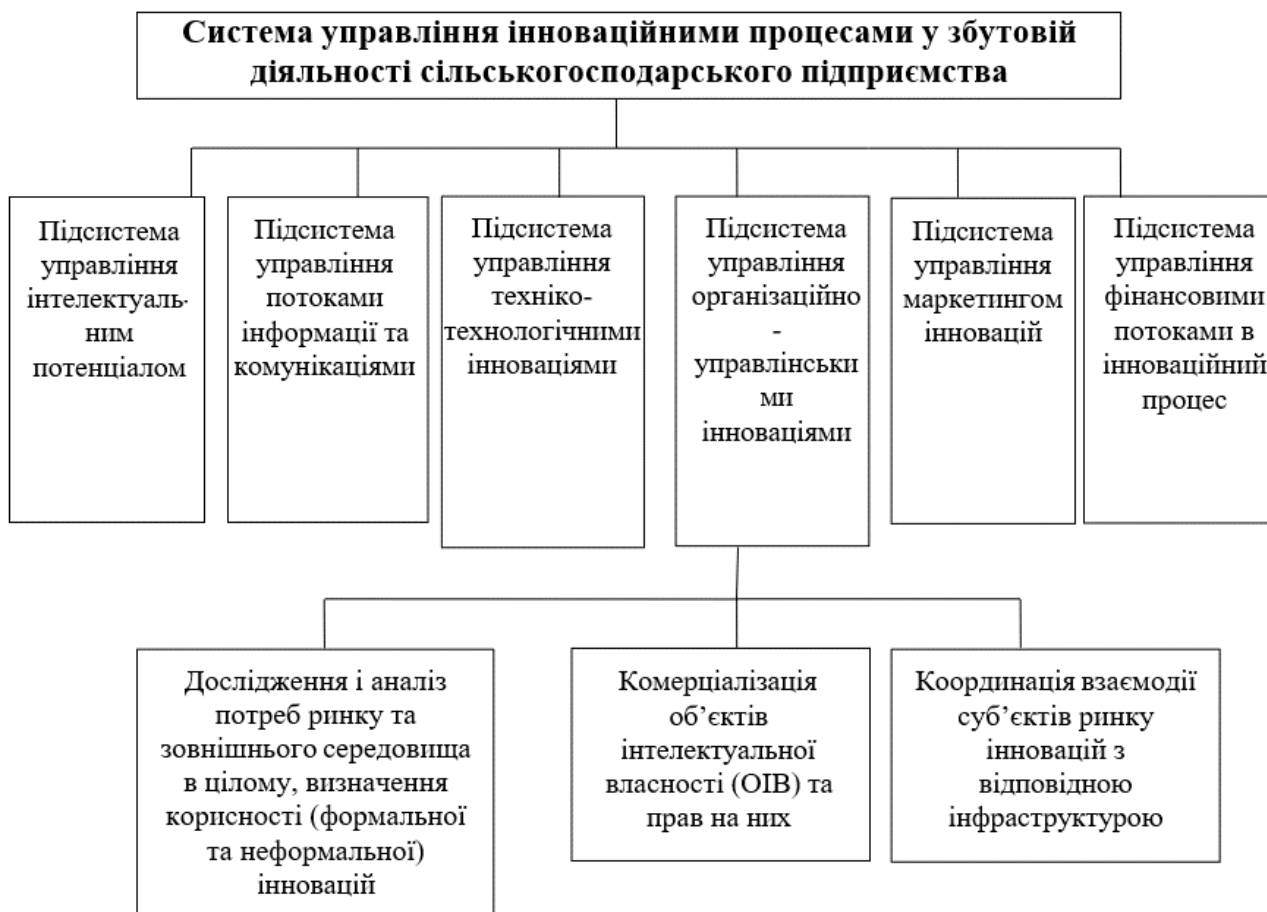 Система управління інноваційними процесами у збутовій
діяльності сільськогосподарського підприємства
Підсистема
управління
інтелектуаль-
ним
потенціалом
Підсистема
управління
потоками
інформації та
комунікаціями
Підсистема
управління
техніко-
технологічними
інноваціями
Підсистема
управління
організаційно
-
управлінськи
ми
інноваціями
Підсистема
управління
маркетингом
інновацій
Підсистема
управління
фінансовими
потоками в
інноваційний
процес
Дослідження і аналіз
потреб ринку та
зовнішнього середовища
в цілому, визначення
корисності (формальної
та неформальної)
інновацій
Комерціалізація
об’єктів
інтелектуальної
власності (ОІВ) та
прав на них
Координація взаємодії
суб’єктів ринку
інновацій з
відповідною
інфраструктурою